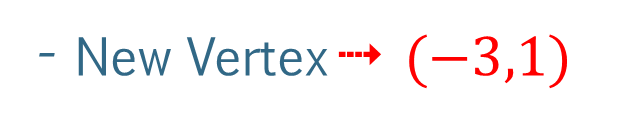 - New Vertex ⇢ (−3,1)